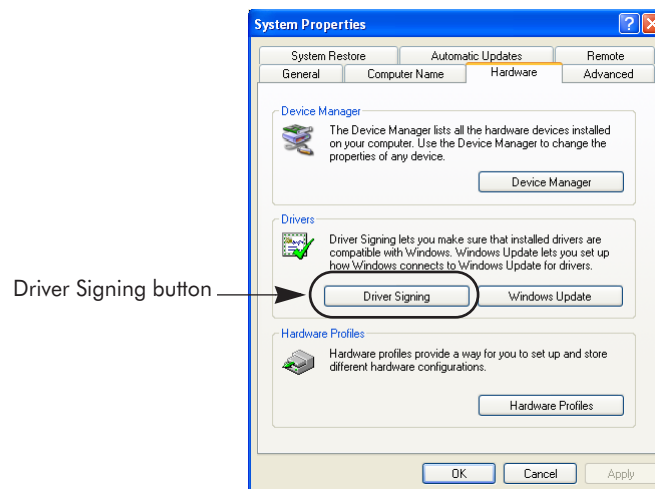 System Properties
System Restore Automatic Updates Remote
General Computer Name Hardware Advanced
Device Manager
The Device Manager lists all the hardware devices installed
on your computer. Use the Device Manager to change the
properties of any device.
Device Manager
Drivers
Driver Signing lets you make sure that installed drivers are
compatible with Windows. Windows Update lets you set up
how Windows connects to Windows Update for drivers.
Driver Signing button
Driver Signing Windows Update
Hardware Profiles
Hardware profiles provide a way for you to set up and store
different hardware configurations.
Hardware Profiles
OK Cancel Apply